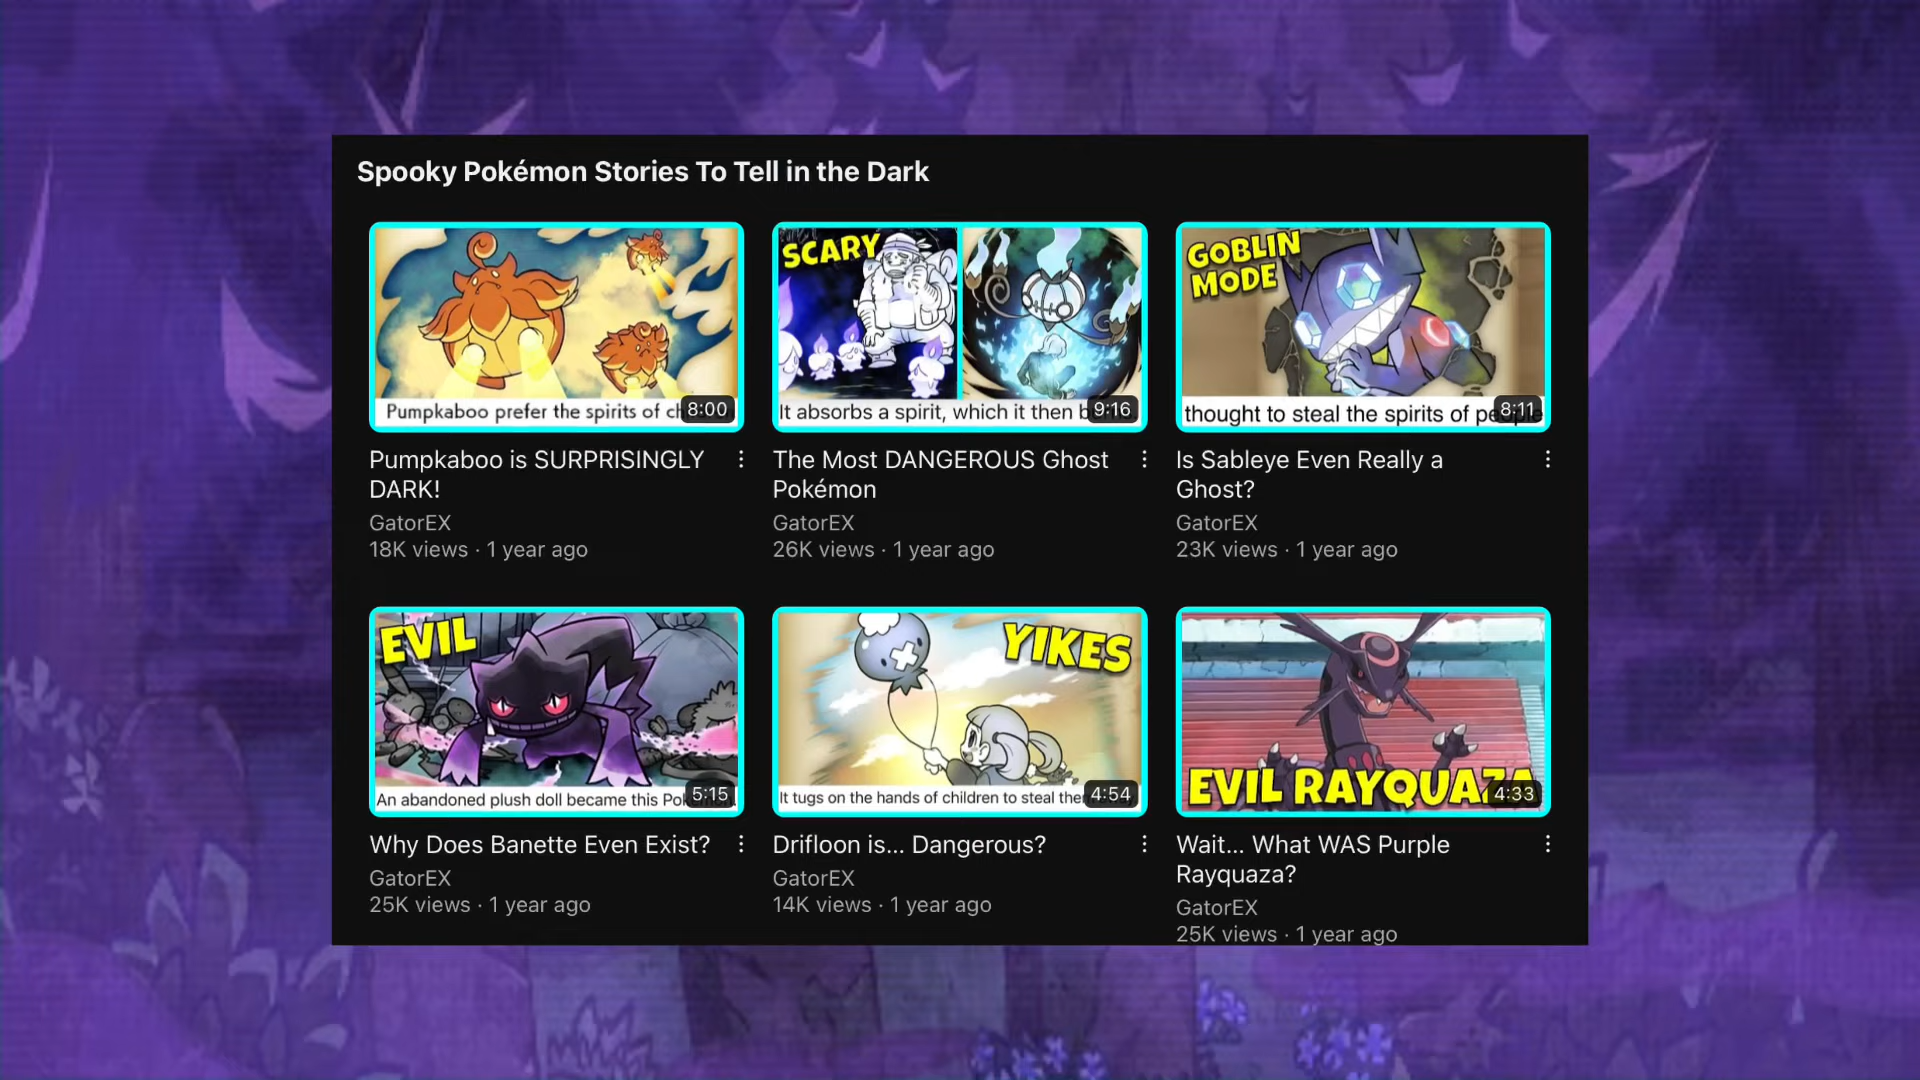 Spooky Pokémon Stories To Tell in the Dark
Pumpkaboo prefer the spirits of
8:00
Pumpkaboo is SURPRISINGLY
DARK!
GatorEX
18K views · 1 year ago
SCARY
It absorbs a spirit, which it then
9:16
The Most DANGEROUS Ghost
Pokémon
GatorEX
26K views · 1 year ago
GOBLIN
MODE
thought to steal the spirits of people
8:11
Is Sableye Even Really a
Ghost?
GatorEX
23K views · 1 year ago
EVIL
An abandoned plush doll became this
5:15
Why Does Banette Even Exist?
GatorEX
25K views · 1 year ago
YIKES
It tugs on the hands of children to steal
4:54
Drifloon is... Dangerous?
GatorEX
14K views · 1 year ago
EVIL RAYQUAZA
4:33
Wait... What WAS Purple
Rayquaza?
GatorEX
25K views · 1 year ago